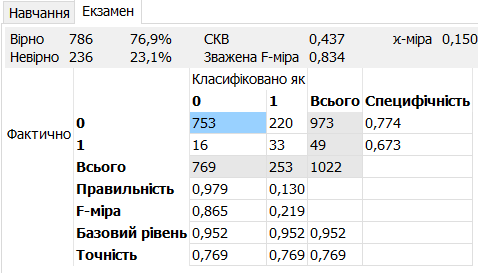 Навчання Екзамен
Вірно 786 76,9% СКВ 0,437 х-міра 0,150
Невірно 236 23,1% Зважена F-міра 0,834
Класифіковано як
0 1 Всього Специфічність
Фактично 0 753 220 973 0,774
1 16 33 49 0,673
Всього 769 253 1022
Правильність 0,979 0,130
F-міра 0,865 0,219
Базовий рівень 0,952 0,952 0,952
Точність 0,769 0,769 0,769